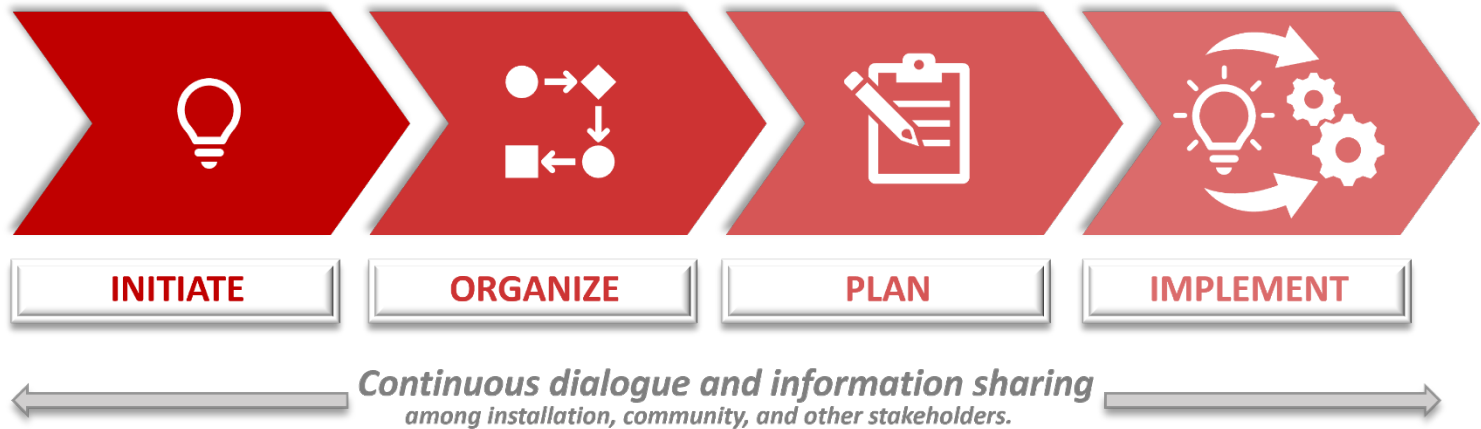 INITIATE
ORGANIZE
PLAN
IMPLEMENT
Continuous dialogue and information sharing
among installation, community, and other stakeholders.